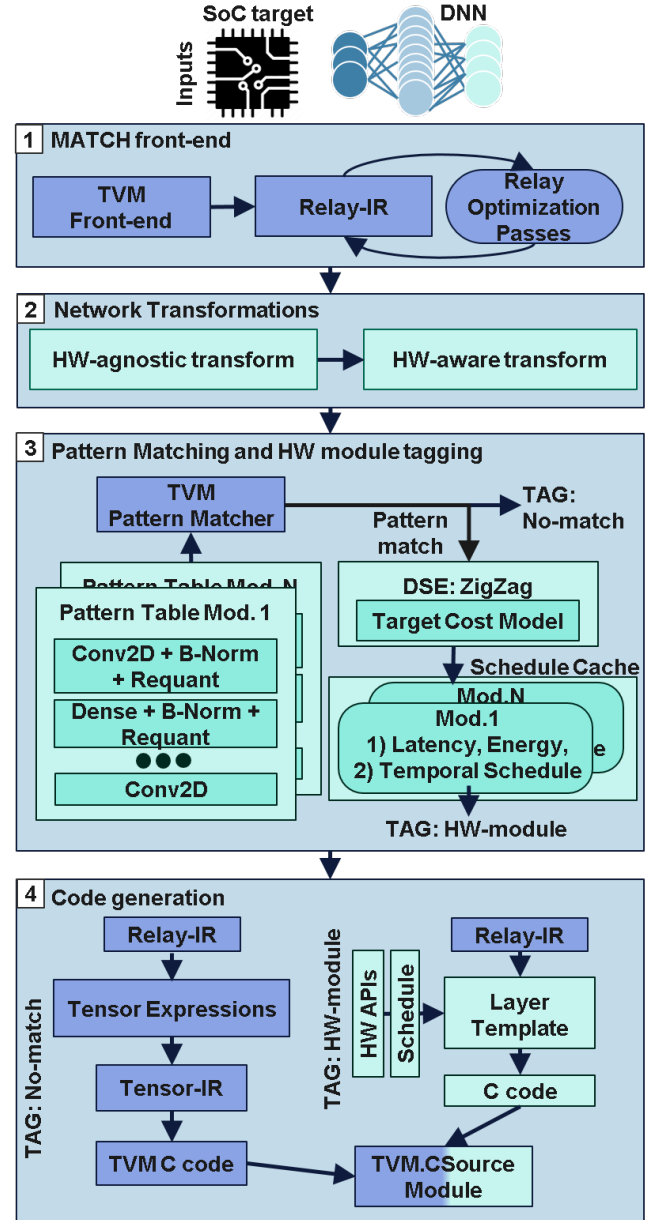 SoC target
DNN
Inputs
1 MATCH front-end
TVM
Front-end
Relay-IR
Relay
Optimization
Passes
2 Network Transformations
HW-agnostic transform
HW-aware transform
3 Pattern Matching and HW module tagging
TVM
Pattern Matcher
TAG:
No-match
Pattern
match
Pattern Table Mod. N
Pattern Table Mod. 1
Conv2D + B-Norm
+ Requant
Dense + B-Norm +
Requant
Conv2D
DSE: ZigZag
Target Cost Model
Schedule Cache
Mod.N
e
Mod.1
1) Latency, Energy,
2) Temporal Schedule
TAG: HW-module
4 Code generation
TAG: No-match
Relay-IR
Tensor Expressions
Tensor-IR
TVM C code
TAG: HW-module
HW APIs
Schedule
Relay-IR
Layer
Template
C code
TVM.CSource
Module